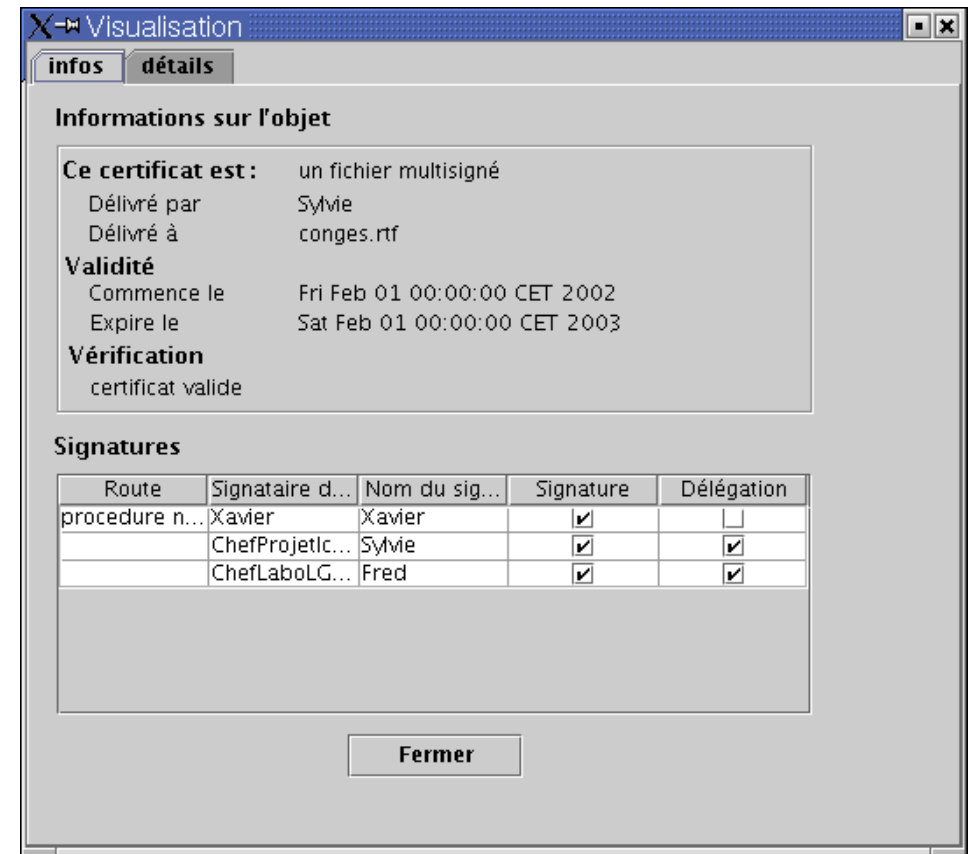 Visualisation
infos détails
Informations sur l'objet
Ce certificat est : un fichier multisigné
Délivré par Sylvie
Délivré à conges.rtf
Validité
Commence le Fri Feb 01 00:00:00 CET 2002
Expire le Sat Feb 01 00:00:00 CET 2003
Vérification
certificat valide
Signatures
Route Signataire d... Nom du sig... Signature Délégation
procedure n... Xavier Xavier
ChefProjetIc... Sylvie
ChefLaboLG... Fred
Fermer